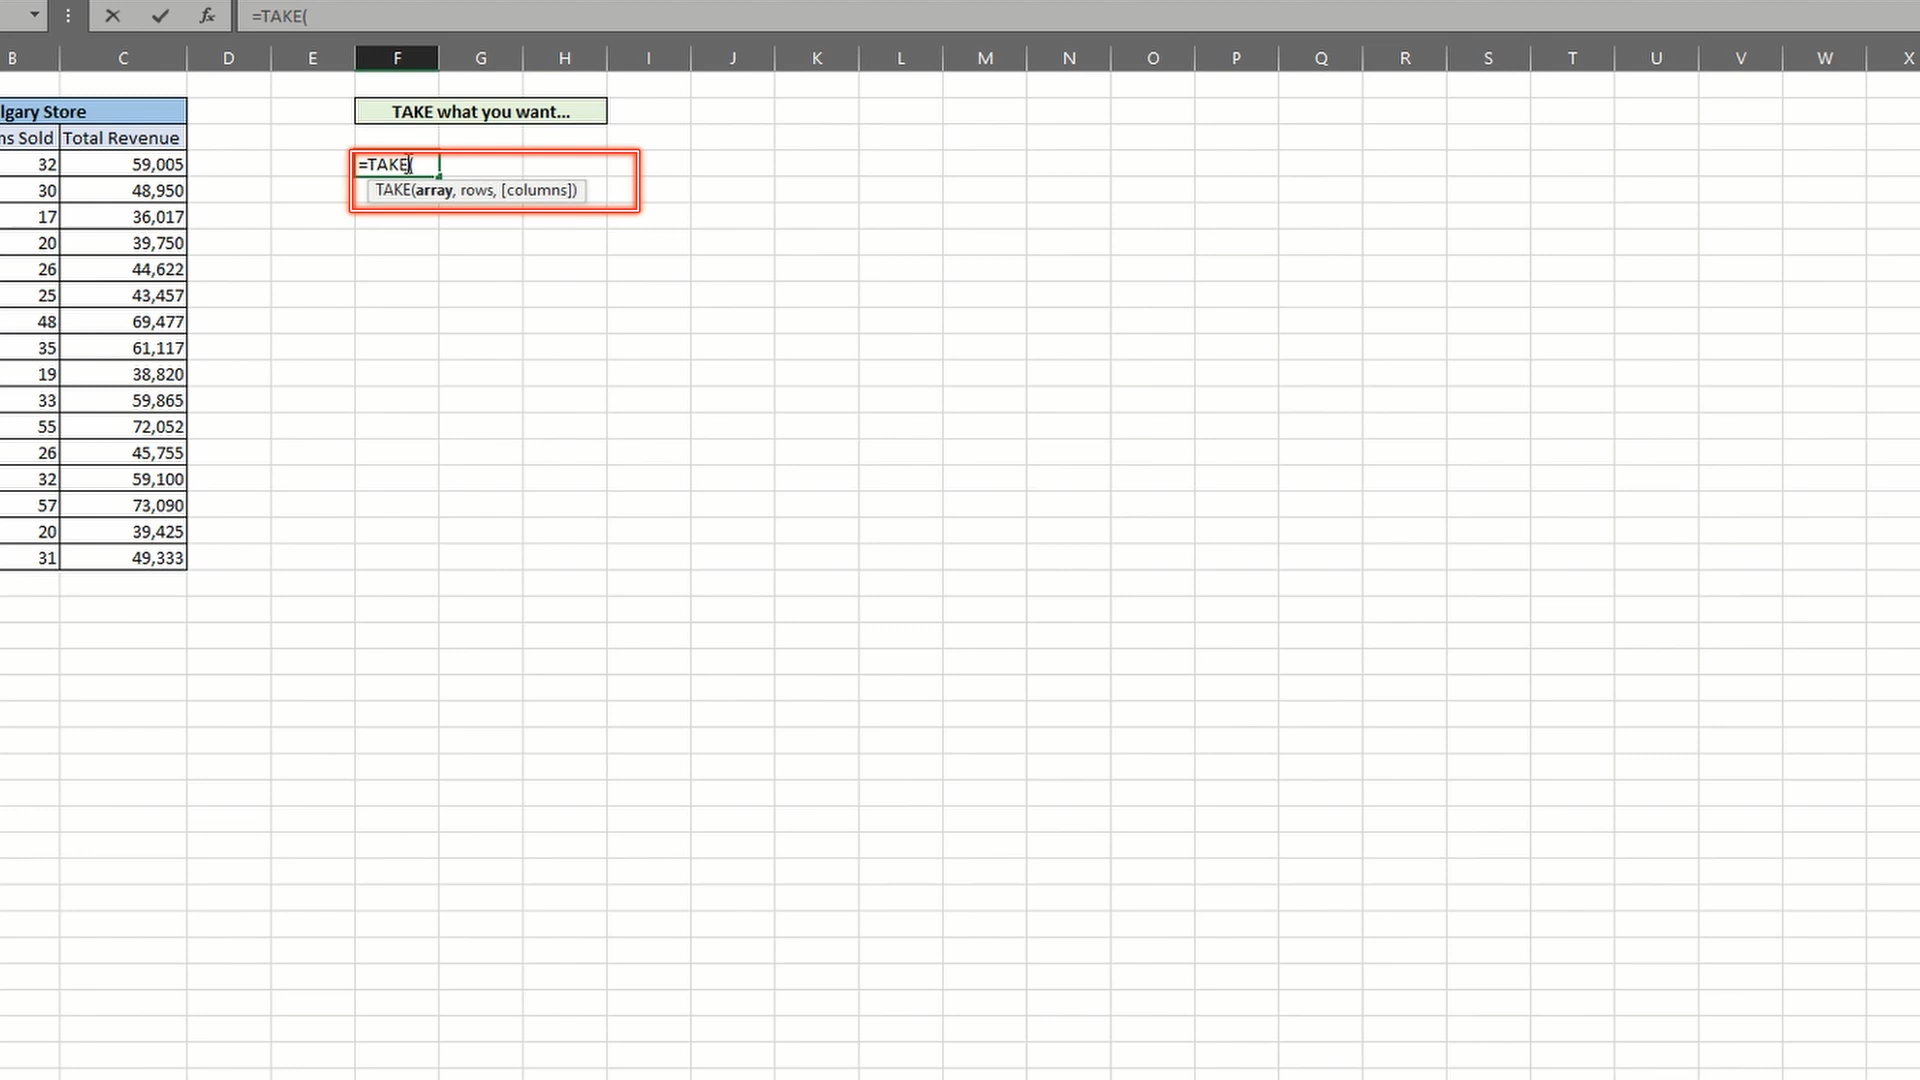 fx =TAKE(
B C D E F G H I J K L M N O P Q R S T U V W X
lgary Store TAKE what you want...
ns Sold Total Revenue
32 59,005 =TAKE(
30 48,950 TAKE(array, rows, [columns])
17 36,017
20 39,750
26 44,622
25 43,457
48 69,477
35 61,117
19 38,820
33 59,865
55 72,052
26 45,755
32 59,100
57 73,090
20 39,425
31 49,333